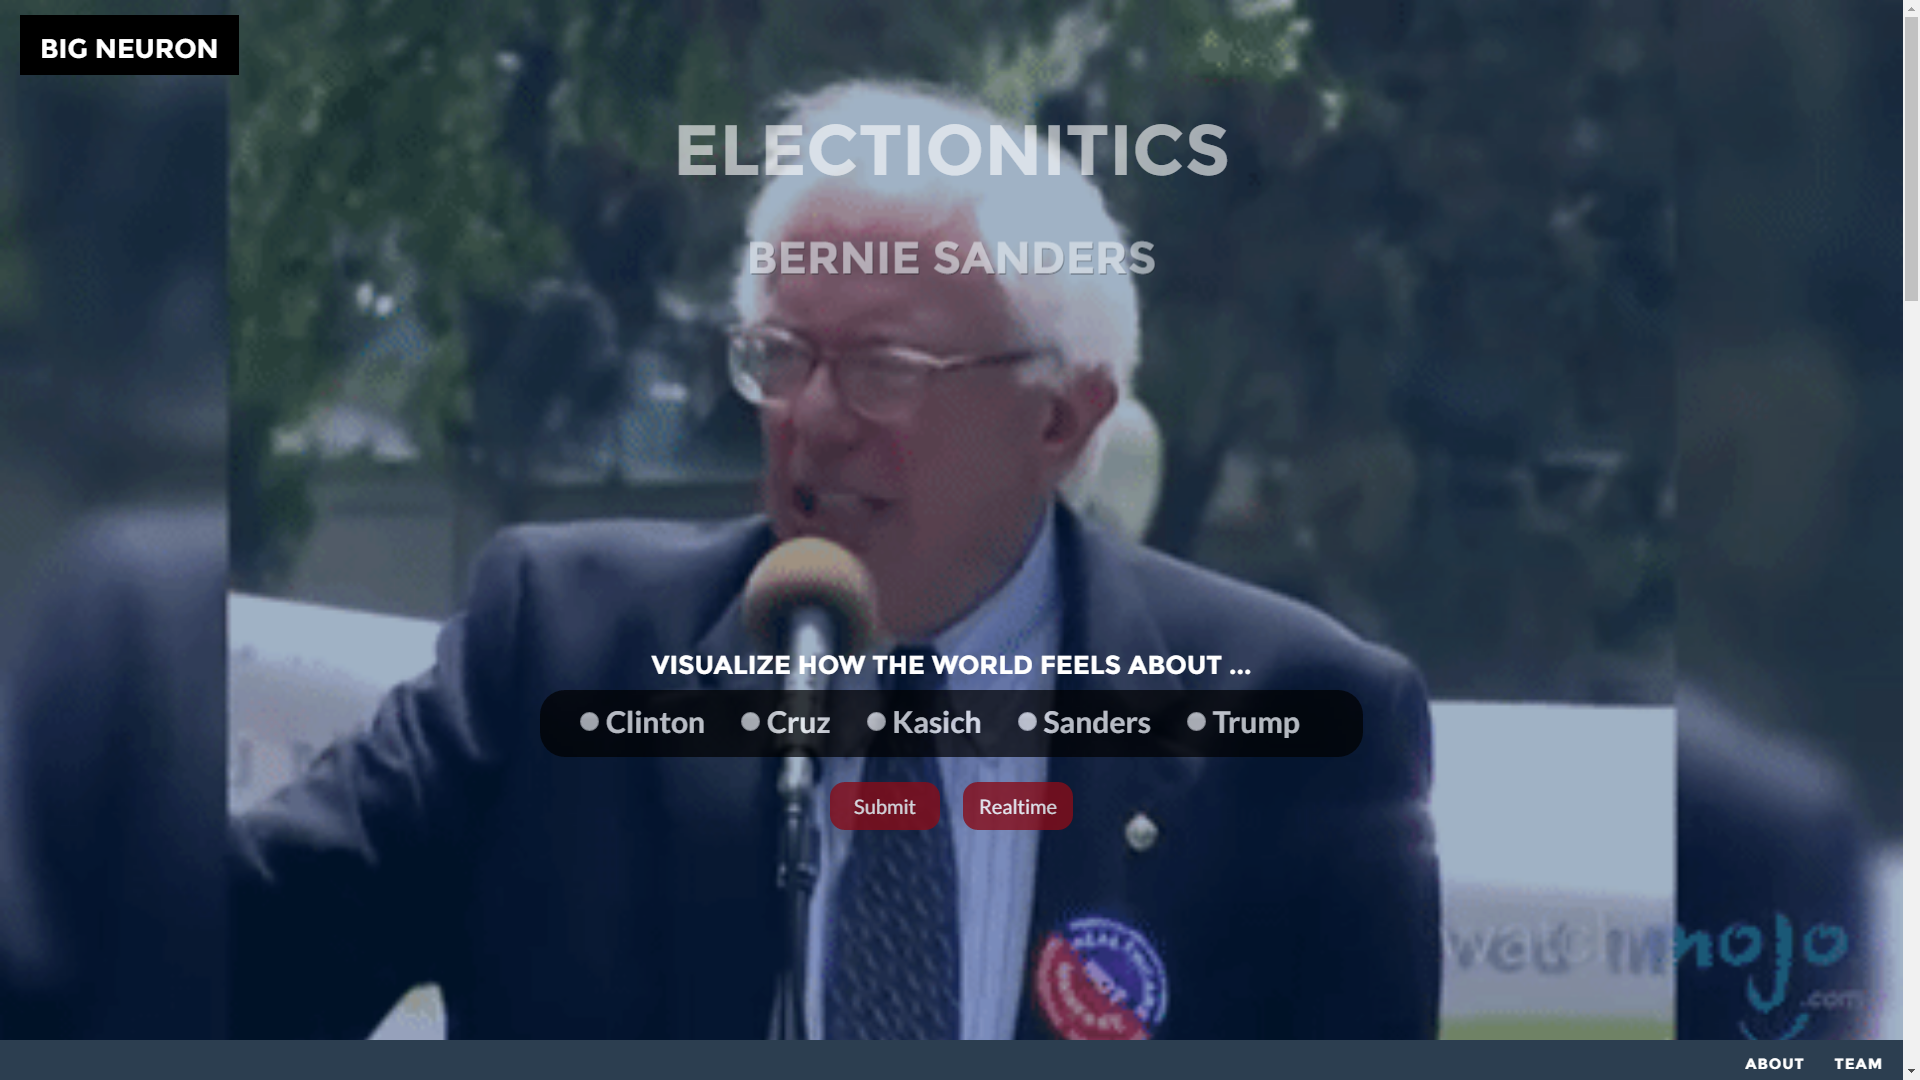 BIG NEURON
ELECTIONITICS
BERNIE SANDERS
VISUALIZE HOW THE WORLD FEELS ABOUT ...
Clinton Cruz Kasich Sanders Trump
Submit Realtime
NOT
watchmojo
.com
ABOUT TEAM